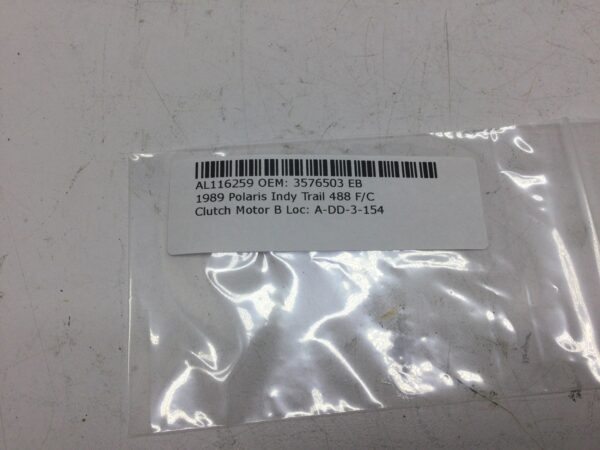 AL116259 OEM: 3576503 EB
1989 Polaris Indy Trail 488 F/C
Clutch Motor B Loc: A-DD-3-154